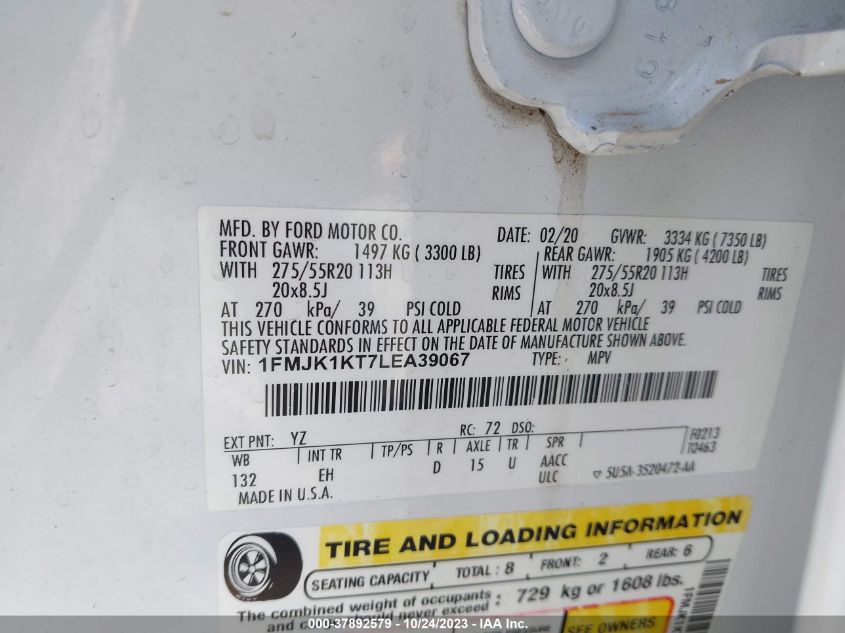 MFD. BY FORD MOTOR CO. DATE: 02/20 GVWR: 3334 KG ( 7350 LB)
FRONT GAWR: 1497 KG ( 3300 LB) REAR GAWR: 1905 KG ( 4200 LB)
WITH 275/55R20 113H TIRES WITH 275/55R20 113H TIRES
20x8.5J RIMS 20x8.5J RIMS
AT 270 kPa/ 39 PSI COLD AT 270 kPa/ 39 PSI COLD
THIS VEHICLE CONFORMS TO ALL APPLICABLE FEDERAL MOTOR VEHICLE
SAFETY STANDARDS IN EFFECT ON THE DATE OF MANUFACTURE SHOWN ABOVE.
VIN: 1FMJK1KT7LEA39067 TYPE: MPV
EXT PNT: YZ RC: 72 DSO: F0213
WB INT TR TP/PS R AXLE TR SPR T0463
132 EH D 15 U AACC
ULC 5U5A-3520472-AA
MADE IN U.S.A.
TIRE AND LOADING INFORMATION
SEATING CAPACITY TOTAL : 8 FRONT: 2 REAR: 6
The combined weight of occupants : 729 kg or 1608 lbs.
never exceed
SEE OWNERS
000-37892579 - 10/24/2023 - IAA Inc.